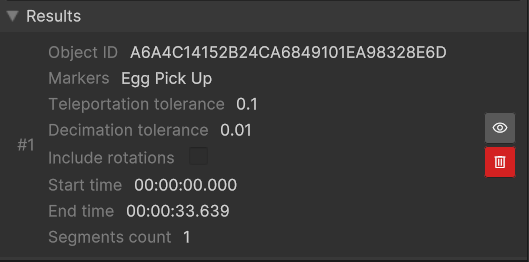 Results
Object ID A6A4C14152B24CA6849101EA98328E6D
Markers Egg Pick Up
Teleportation tolerance 0.1
Decimation tolerance 0.01
#1
Include rotations
Start time 00:00:00.000
End time 00:00:33.639
Segments count 1